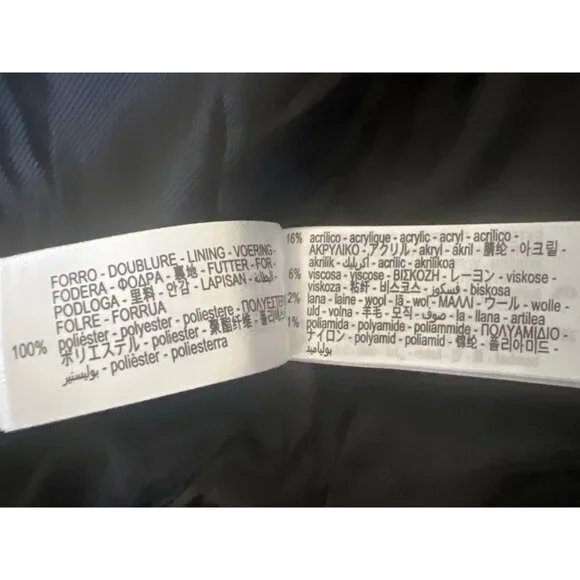 FORRO - DOUBLURE - LINING - VOERING -
FODERA - ΦΟΔΡΑ - 裏地 - FUTTER - FOR -
PODLOGA - 里料 - 안감 - LAPISAN - البطانة -
FOLRE - FORRUA
100% poliéster - polyester - poliestere - ΠΟΛΥΕΣΤΕΡ
ポリエステル - poliester - 聚酯纤维 - 폴리에스
بوليستير - polièster - poliesterra
16% acrílico - acrylique - acrylic - acryl - acrilico -
ΑΚΡΥΛΙΚΟ - アクリル - akryl - akril - 腈纶 - 아크릴 -
akrilik - أكريليك - acrílic - akrilikoa
6% viscosa - viscose - ΒΙΣΚΟΖΗ - レーヨン - viskose -
viskoza - 粘纤 - 비스코스 - فسكوز - biskosa
2% lana - laine - wool - lã - wol - ΜΑΛΛΙ - ウール - wolle -
uld - volna - 羊毛 - 모직 - صوف - la - llana - artilea
1% poliamida - polyamide - poliammide - ΠΟΛΥΑΜΙΔΙΟ -
ナイロン - polyamid - poliamid - 锦纶 - 폴리아미드 -
بولياميد